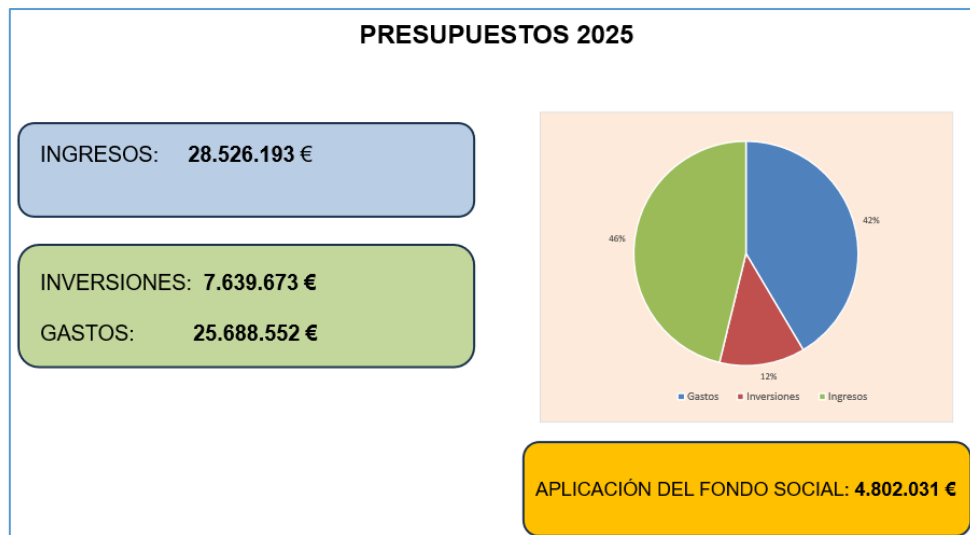 PRESUPUESTOS 2025
INGRESOS: 28.526.193 €
INVERSIONES: 7.639.673 €
GASTOS: 25.688.552 €
42%
46%
12%
Gastos Inversiones Ingresos
APLICACIÓN DEL FONDO SOCIAL: 4.802.031 €